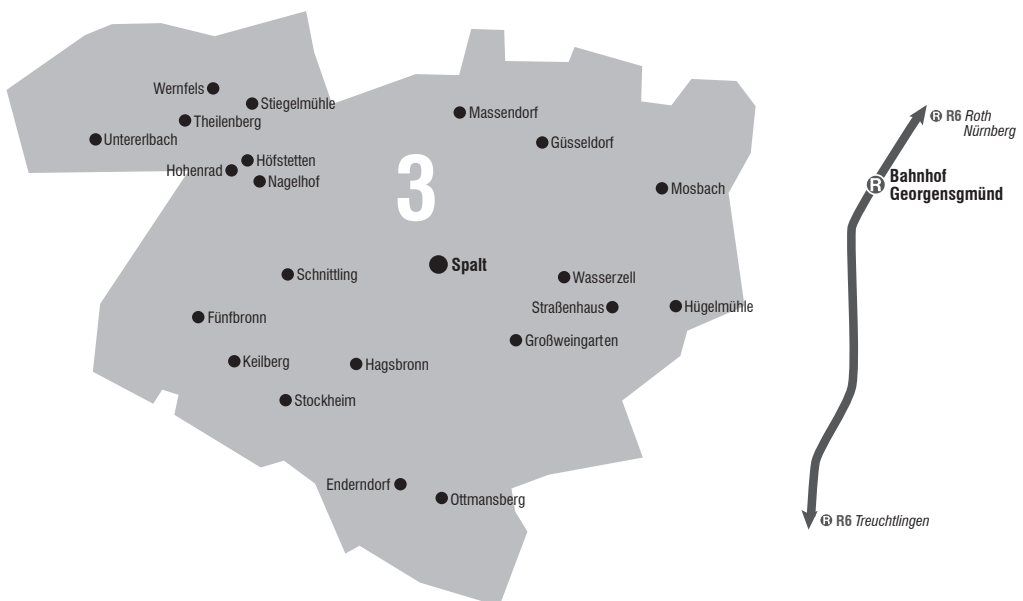 Wernfels
Stiegelmühle
Theilenberg
Untererlbach
Höfstetten
Hohenrad
Nagelhof
Massendorf
Güsseldorf
3
Mosbach
Spalt
Schnittling
Wasserzell
Straßenhaus
Hügelmühle
Fünfbronn
Großweingarten
Keilberg
Hagsbronn
Stockheim
Enderndorf
Ottmansberg
R R6 Roth
Nürnberg
R Bahnhof
Georgensgmünd
R R6 Treuchtlingen